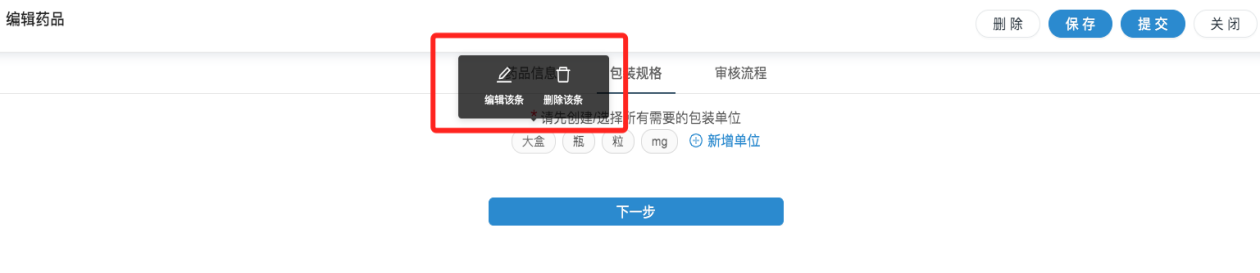 编辑药品
删除
保存
提交
关闭
药品信息
包装规格
审核流程
编辑该条
删除该条
*请先创建/选择所有需要的包装单位
大盒
瓶
粒
mg
新增单位
下一步